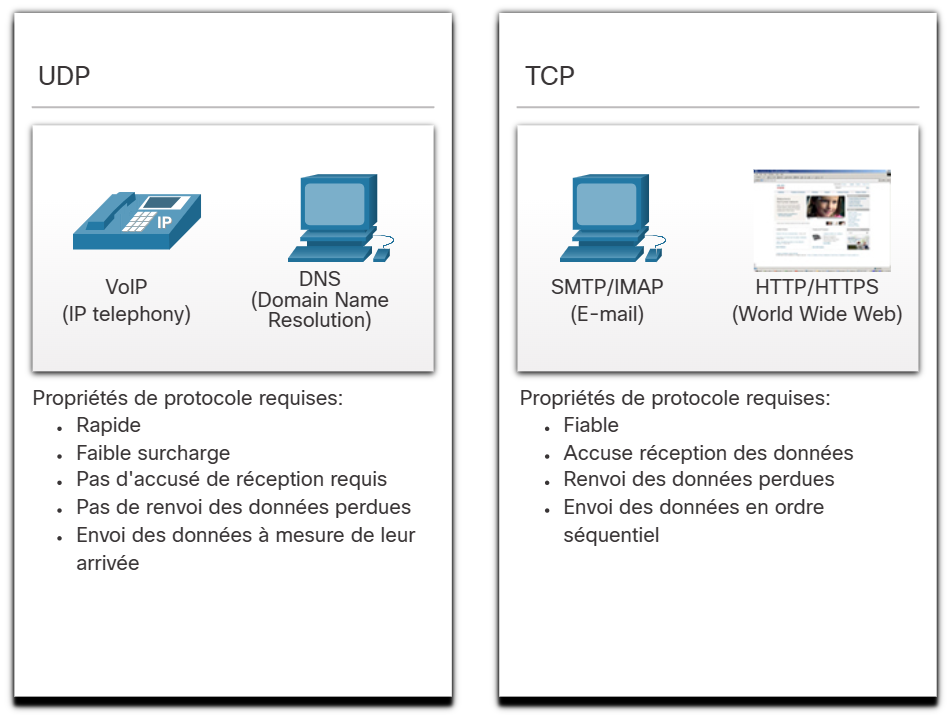 UDP
IP
VoIP
(IP telephony)
DNS
(Domain Name
Resolution)
Propriétés de protocole requises:
• Rapide
• Faible surcharge
• Pas d'accusé de réception requis
• Pas de renvoi des données perdues
• Envoi des données à mesure de leur
arrivée
TCP
SMTP/IMAP
(E-mail)
HTTP/HTTPS
(World Wide Web)
Propriétés de protocole requises:
• Fiable
• Accuse réception des données
• Renvoi des données perdues
• Envoi des données en ordre
séquentiel